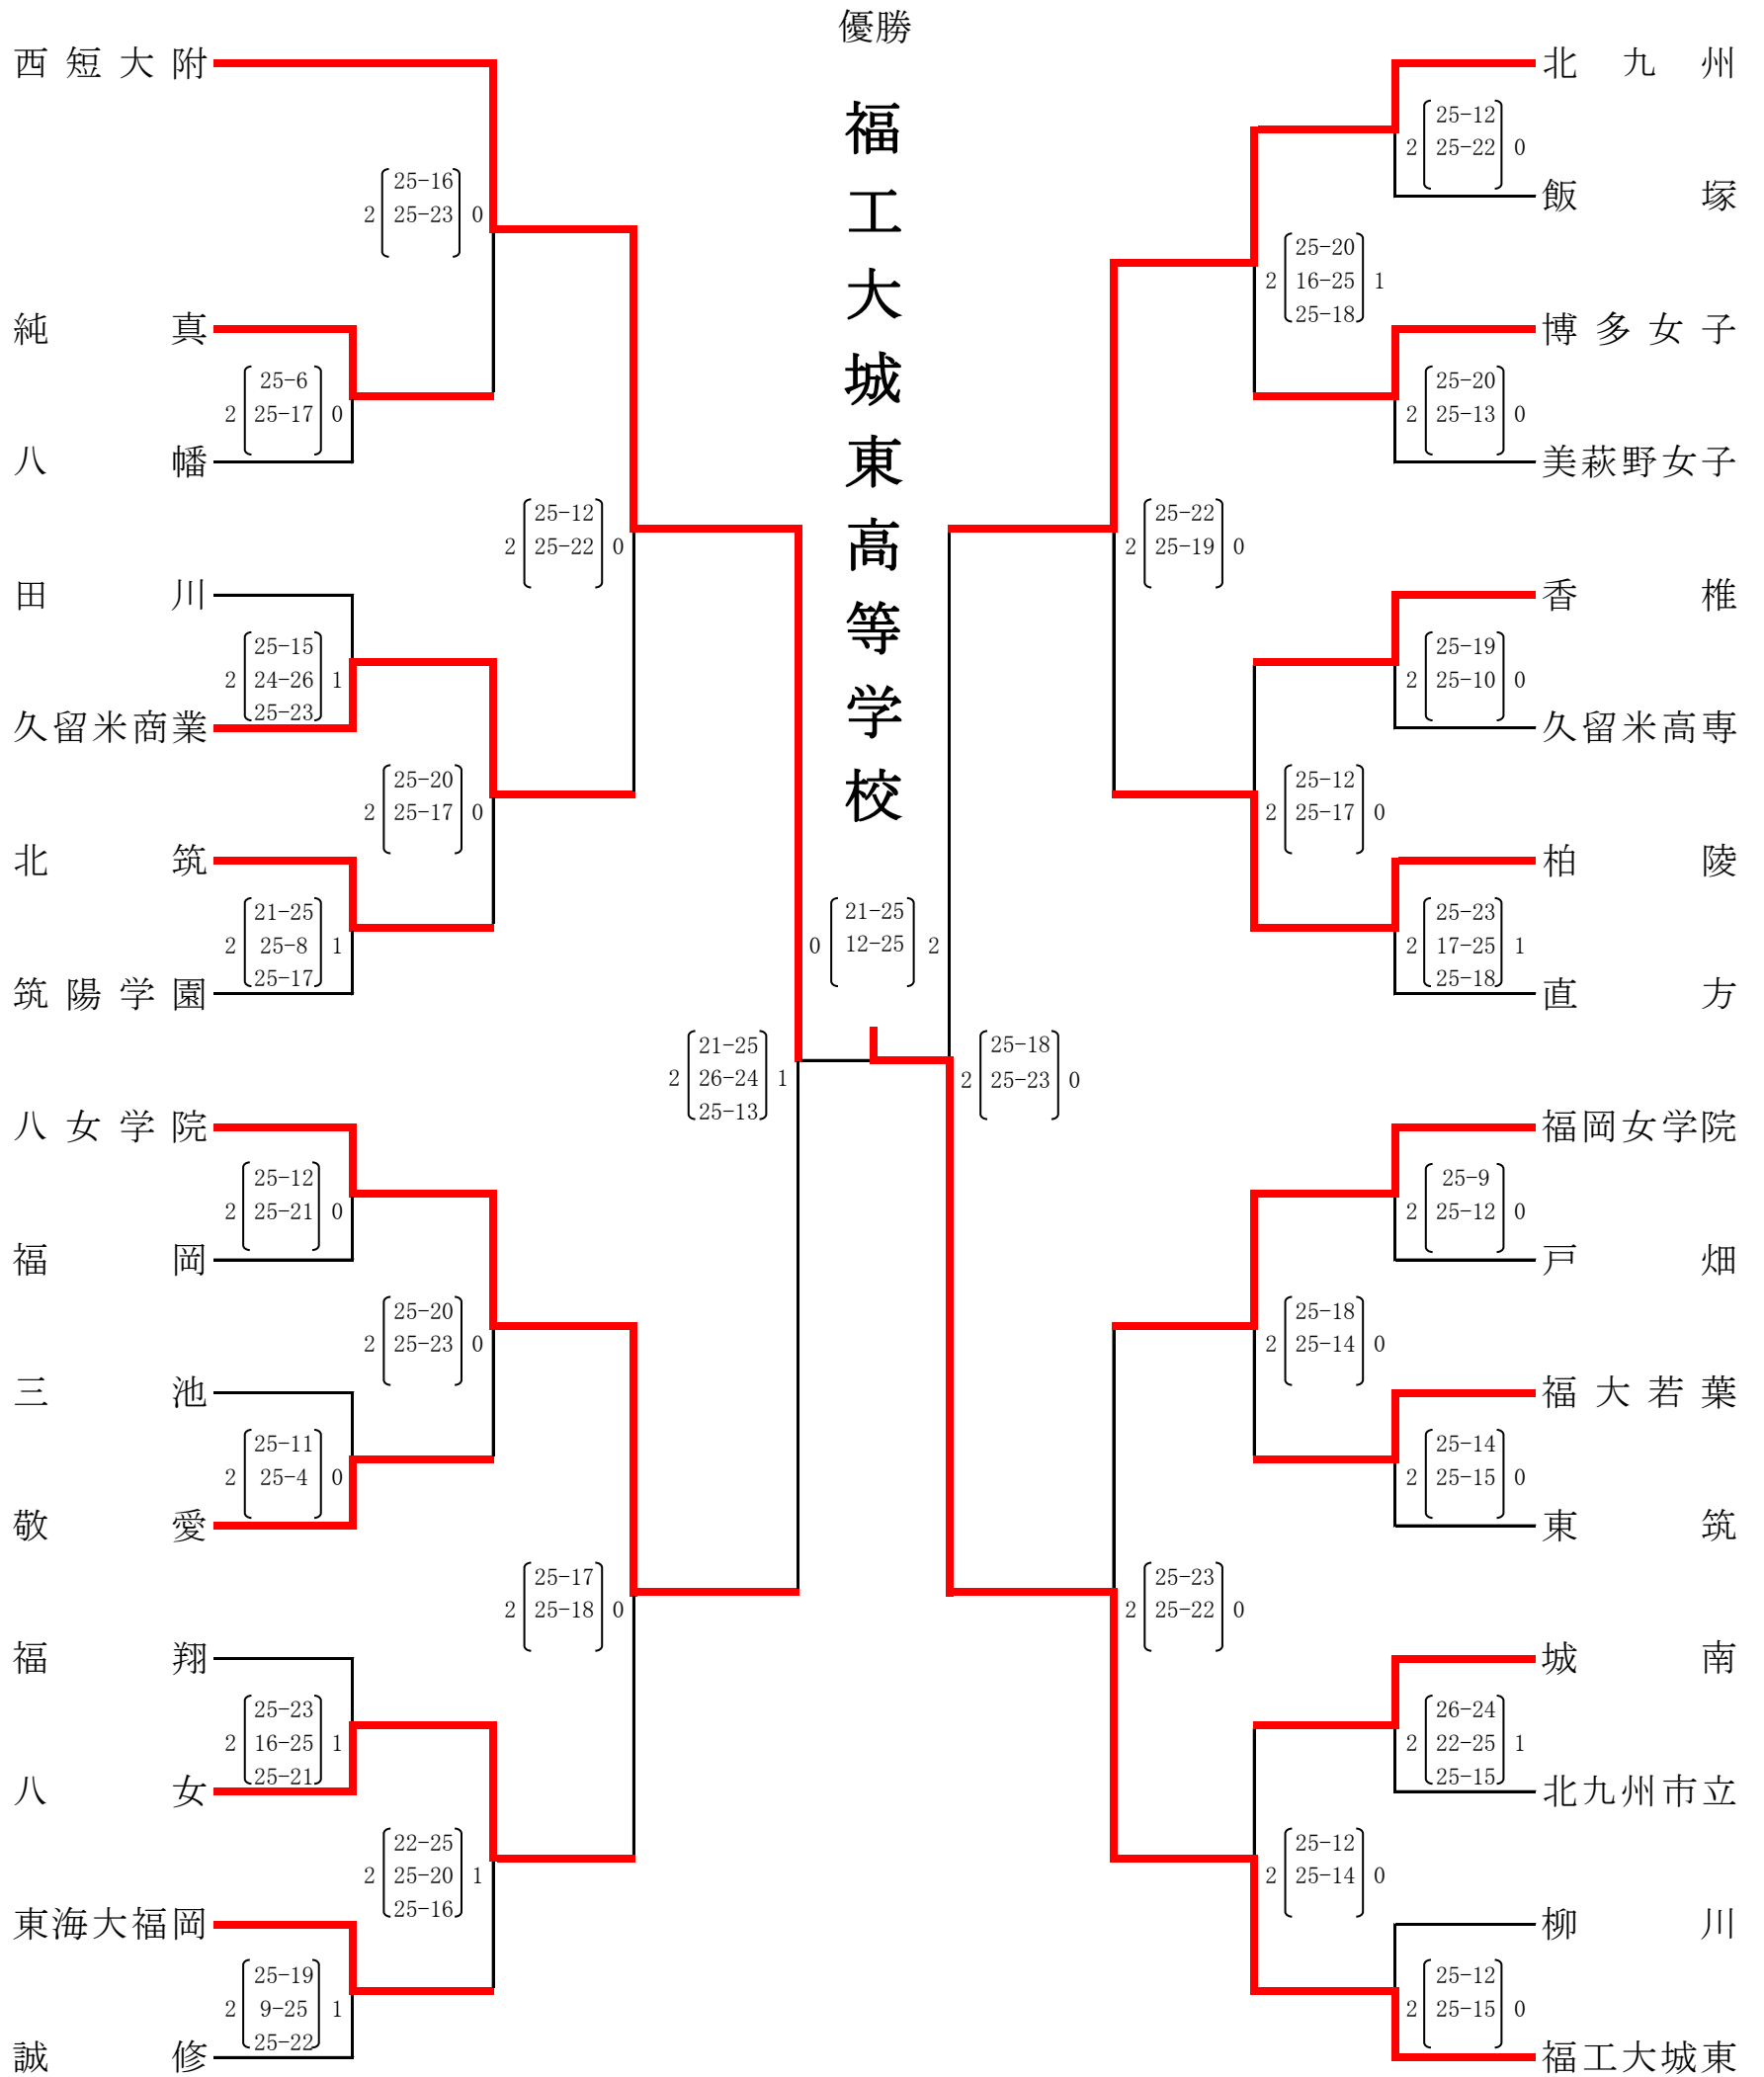 優勝
福工大城東高等学校
西短大附
25-16
2 25-23 0
純真
25-6
2 25-17 0
八幡
25-12
2 25-22 0
田川
25-15
2 24-26 1
25-23
久留米商業
25-20
2 25-17 0
北筑
21-25
2 25-8 1
25-17
筑陽学園
21-25
2 26-24 1
25-13
八女学院
25-12
2 25-21 0
福岡
25-20
2 25-23 0
三池
25-11
2 25-4 0
敬愛
25-17
2 25-18 0
福翔
25-23
2 16-25 1
25-21
八女
22-25
2 25-20 1
25-16
東海大福岡
25-19
2 9-25 1
25-22
誠修
21-25
0 12-25 2
北九州
25-12
2 25-22 0
飯塚
25-20
2 16-25 1
25-18
博多女子
25-20
2 25-13 0
美萩野女子
25-22
2 25-19 0
香椎
25-19
2 25-10 0
久留米高専
25-12
2 25-17 0
柏陵
25-23
2 17-25 1
25-18
直方
25-18
2 25-23 0
福岡女学院
25-9
2 25-12 0
戸畑
25-18
2 25-14 0
福大若葉
25-14
2 25-15 0
東筑
25-23
2 25-22 0
城南
26-24
2 22-25 1
25-15
北九州市立
25-12
2 25-14 0
柳川
25-12
2 25-15 0
福工大城東